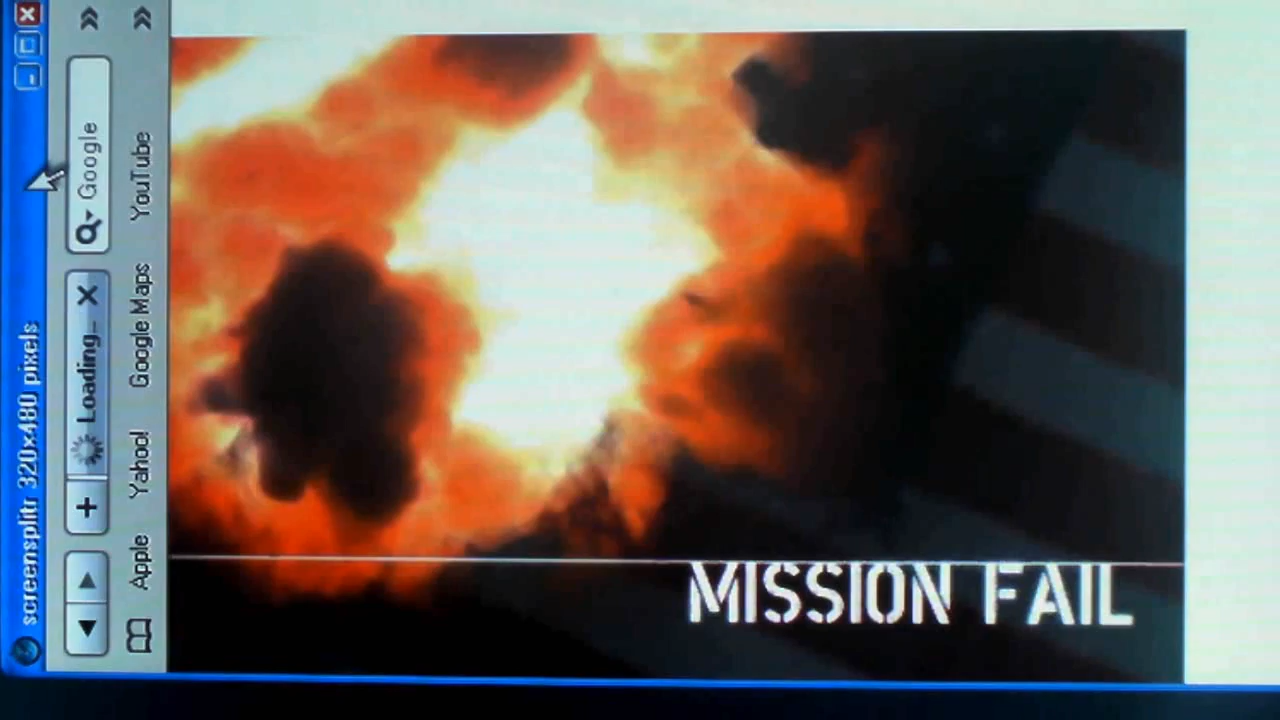 screensplitr 320x480 pixels
Loading...
Google
Apple
Yahoo!
Google Maps
YouTube
MISSION FAIL